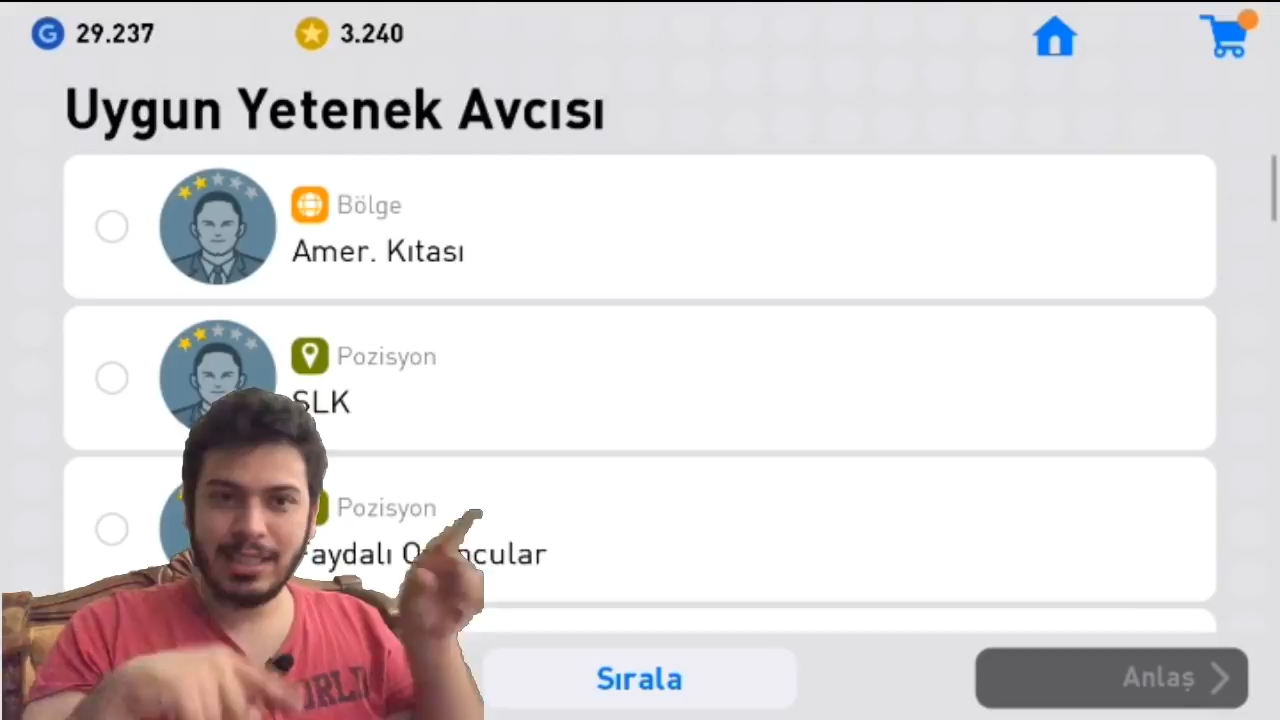 29.237
3.240
Uygun Yetenek Avcısı
Bölge
Amer. Kıtası
Pozisyon
SLK
Pozisyon
Sırala
Anlaş